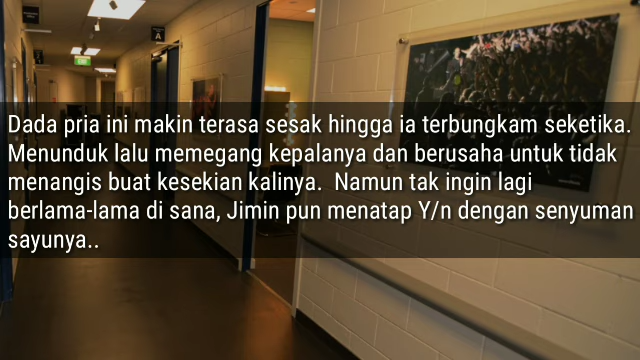 A
Dada pria ini makin terasa sesak hingga ia terbungkam seketika.
Menunduk lalu memegang kepalanya dan berusaha untuk tidak
menangis buat kesekian kalinya.  Namun tak ingin lagi
berlama-lama di sana, Jimin pun menatap Y/n dengan senyuman
sayunya..